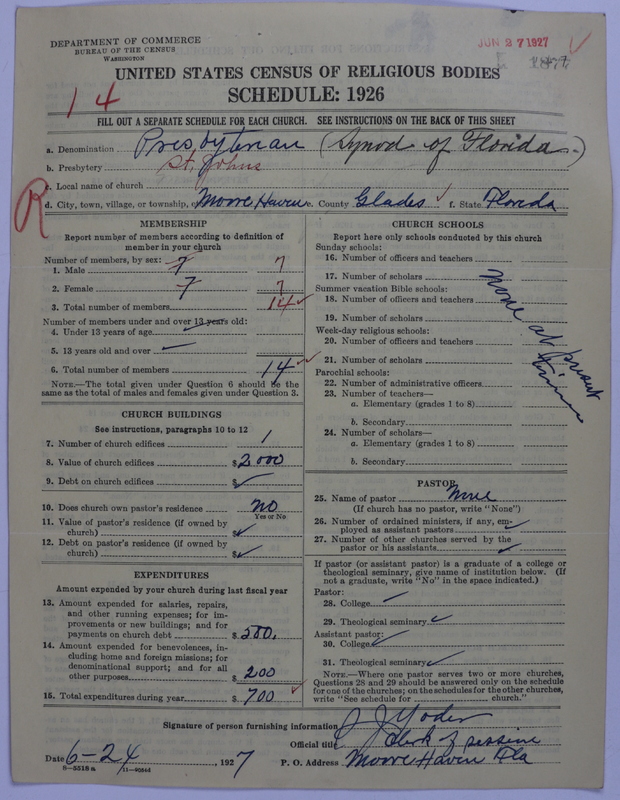 DEPARTMENT OF COMMERCE
BUREAU OF THE CENSUS
WASHINGTON
JUN 27 1927
UNITED STATES CENSUS OF RELIGIOUS BODIES
14
SCHEDULE: 1926
FILL OUT A SEPARATE SCHEDULE FOR EACH CHURCH. SEE INSTRUCTIONS ON THE BACK OF THIS SHEET
a. Denomination Presbyterian (Synod of Florida)
b. Presbytery St. Johns
c. Local name of church
R
d. City, town, village, or township, Moore Haven e. County Glades ✓ f. State Florida
MEMBERSHIP
Report number of members according to definition of
member in your church
Number of members, by sex:
1. Male 7 7
2. Female 7 7
3. Total number of members 14 ✓
Number of members under and over 13 years old:
4. Under 13 years of age
5. 13 years old and over
6. Total number of members 14 ✓
NOTE.—The total given under Question 6 should be the
same as the total of males and females given under Question 3.
CHURCH BUILDINGS
See instructions, paragraphs 10 to 12
7. Number of church edifices 1
8. Value of church edifices $2000
9. Debt on church edifices $ ✓
10. Does church own pastor's residence no
Yes or No
11. Value of pastor's residence (if owned by
church) $ ✓
12. Debt on pastor's residence (if owned by
church) $ ✓
EXPENDITURES
Amount expended by your church during last fiscal year
13. Amount expended for salaries, repairs,
and other running expenses; for im-
provements or new buildings; and for
payments on church debt $ 500.
14. Amount expended for benevolences, in-
cluding home and foreign missions; for
denominational support; and for all
other purposes $ 200
15. Total expenditures during year $ 700 ✓
CHURCH SCHOOLS
Report here only schools conducted by this church
Sunday schools:
16. Number of officers and teachers
17. Number of scholars
Summer vacation Bible schools:
18. Number of officers and teachers
19. Number of scholars
Week-day religious schools:
20. Number of officers and teachers
21. Number of scholars
None at present time
Parochial schools:
22. Number of administrative officers
23. Number of teachers—
a. Elementary (grades 1 to 8)
b. Secondary
24. Number of scholars—
a. Elementary (grades 1 to 8)
b. Secondary
PASTOR
25. Name of pastor None
(If church has no pastor, write "None")
26. Number of ordained ministers, if any, em-
ployed as assistant pastors ✓
27. Number of other churches served by the
pastor or his assistants ✓
If pastor (or assistant pastor) is a graduate of a college or
theological seminary, give name of institution below. (If
not a graduate, write "No" in the space indicated.)
Pastor:
28. College ✓
29. Theological seminary ✓
Assistant pastor:
30. College ✓
31. Theological seminary ✓
NOTE.—Where one pastor serves two or more churches,
Questions 28 and 29 should be answered only on the schedule
for one of the churches; on the schedules for the other churches,
write "See schedule for church."
Signature of person furnishing information J J Yoder
Official title Clerk of session
Date 6-24, 1927 P. O. Address Moore Haven Fla
8-5518 a 11-90864